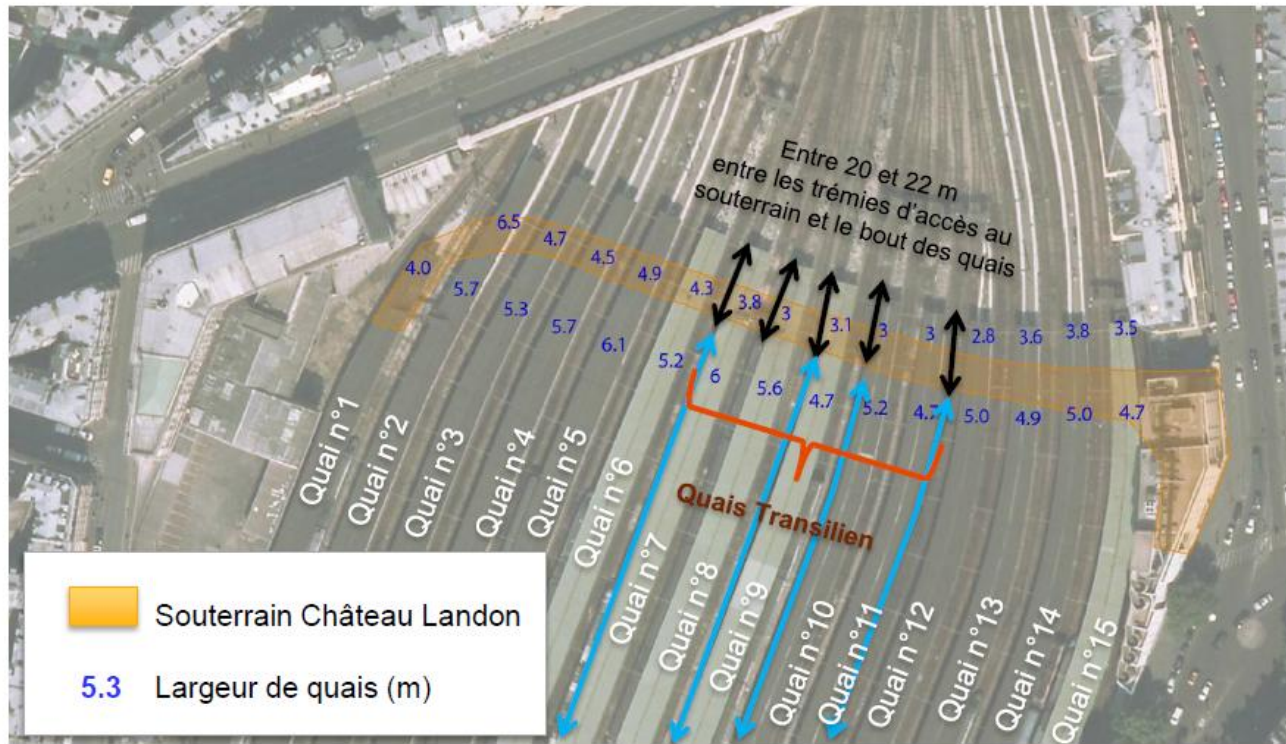 Entre 20 et 22 m
entre les trémies d'accès au
souterrain et le bout des quais
6.5
4.7
4.5
4.9
4.0
4.3
3.8
3
3.1
3
3
2.8
3.6
3.8
3.5
5.7
5.3
5.7
6.1
5.2
6
5.6
4.7
5.2
4.7
5.0
4.9
5.0
4.7
Quais Transilien
Quai n°1
Quai n°2
Quai n°3
Quai n°4
Quai n°5
Quai n°6
Quai n°7
Quai n°8
Quai n°9
Quai n°10
Quai n°11
Quai n°12
Quai n°13
Quai n°14
Quai n°15
Souterrain Château Landon
5.3 Largeur de quais (m)